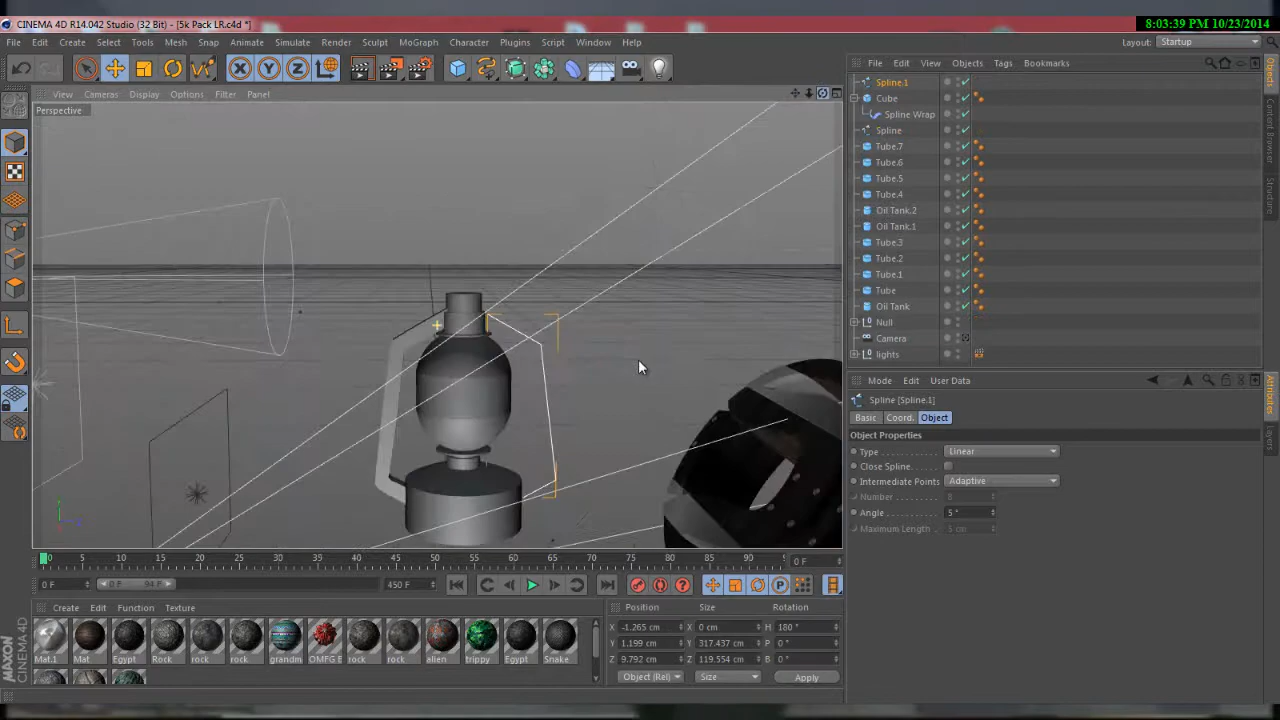 CINEMA 4D R14.042 Studio (32 Bit) - [5k Pack LR.c4d *]
8:03:39 PM 10/23/2014
File Edit Create Select Tools Mesh Snap Animate Simulate Render Sculpt MoGraph Character Plugins Script Window Help
Layout: Startup
X Y Z
File Edit View Objects Tags Bookmarks
View Cameras Display Options Filter Panel
Perspective
Spline.1
Cube
Spline Wrap
Spline
Tube.7
Tube.6
Tube.5
Tube.4
Oil Tank.2
Oil Tank.1
Tube.3
Tube.2
Tube.1
Tube
Oil Tank
Null
Camera
lights
Objects
Content Browser
Structure
Mode Edit User Data
Attributes
Layers
Spline [Spline.1]
Basic Coord. Object
Object Properties
Type Linear
Close Spline
Intermediate Points Adaptive
Number 8
Angle 5 °
Maximum Length 5 cm
0 5 10 15 20 25 30 35 40 45 50 55 60 65 70 75 80 85 90
0 F
0 F 0 F 94 F 450 F
P
Create Edit Function Texture
Mat.1 Mat Egypt Rock rock rock grandm OMFG E rock rock alien trippy Egypt Snake
Position Size Rotation
X -1.265 cm X 0 cm H 180 °
Y 1,199 cm Y 317.437 cm P 0 °
Z 9.792 cm Z 119.554 cm B 0 °
Object (Rel) Size Apply
MAXON
CINEMA 4D